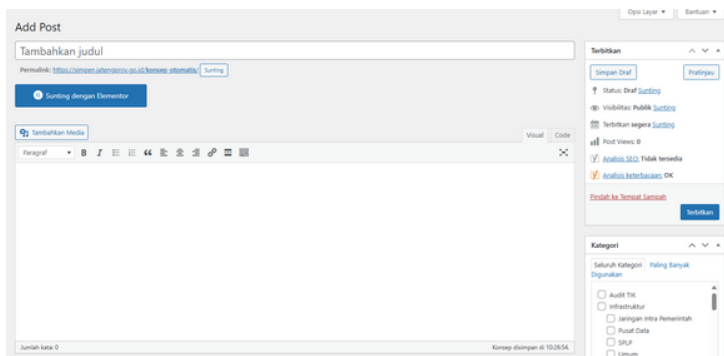 Opsi Layar ▼ Bantuan ▼
Add Post
Tambahkan judul
Permalink: https://simpen.jatengprov.go.id/konsep-otomatis/ Sunting
Sunting dengan Elementor
Tambahkan Media
Visual Code
Paragraf
B I
Jumlah kata: 0
Konsep disimpan di 10:26:54.
Terbitkan
Simpan Draf Pratinjau
Status: Draf Sunting
Visibilitas: Publik Sunting
Terbitkan segera Sunting
Post Views: 0
Analisis SEO: Tidak tersedia
Analisis keterbacaan: OK
Pindah ke Tempat Sampah
Terbitkan
Kategori
Seluruh Kategori Paling Banyak
Digunakan
Audit TIK
Infrastruktur
Jaringan Intra Pemerintah
Pusat Data
SPLP
Umum